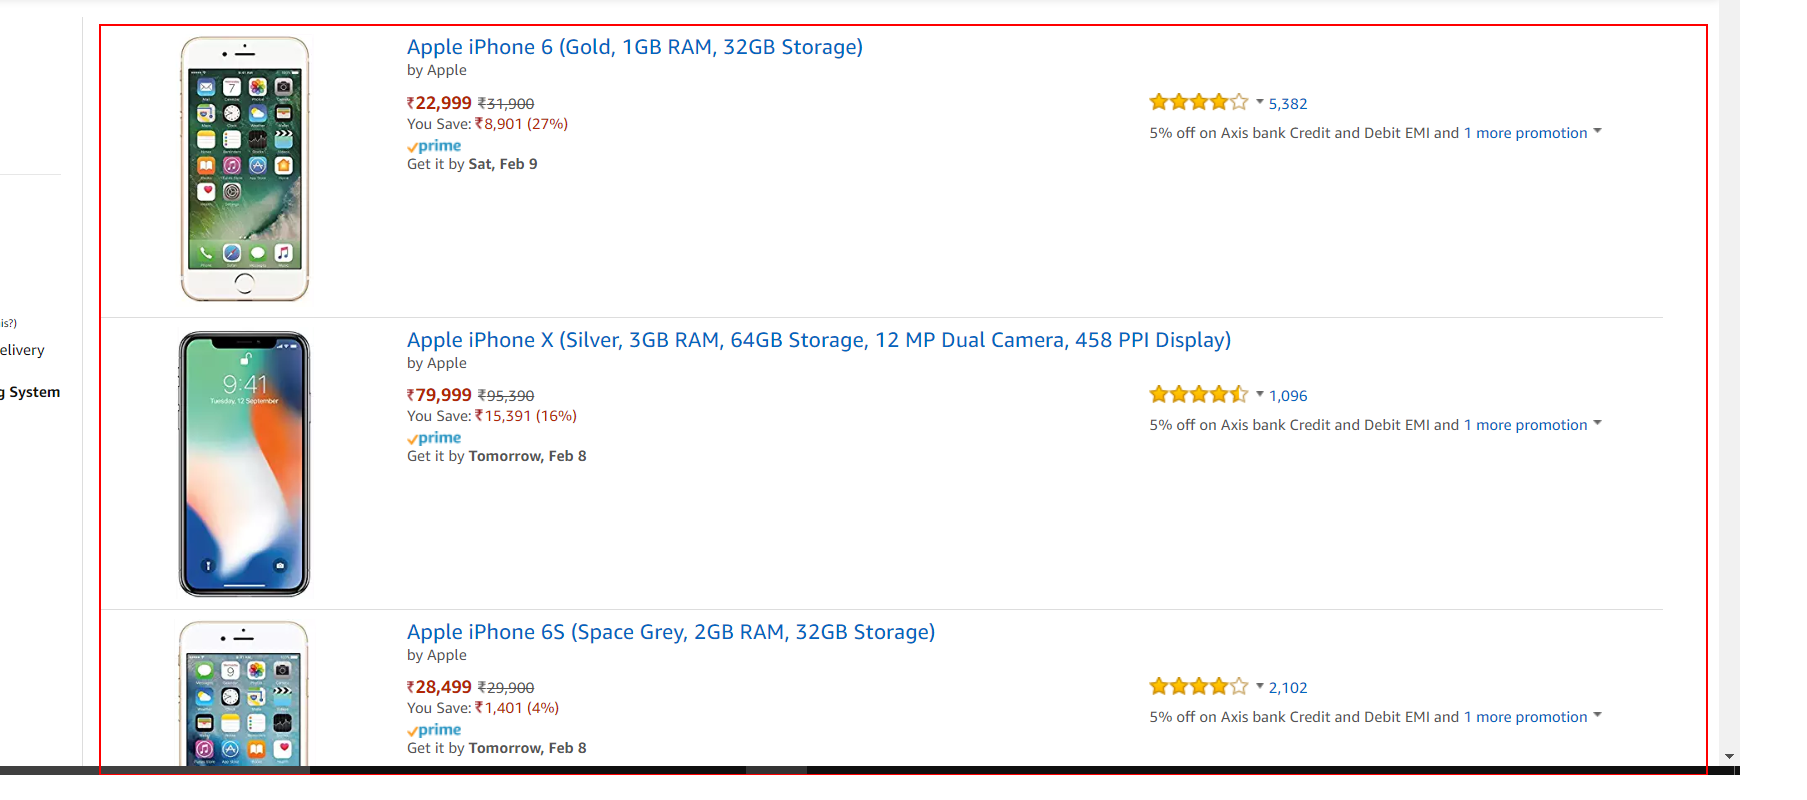 Apple iPhone 6 (Gold, 1GB RAM, 32GB Storage)
by Apple
₹22,999 ₹31,900
You Save: ₹8,901 (27%)
prime
Get it by Sat, Feb 9
5,382
5% off on Axis bank Credit and Debit EMI and 1 more promotion
is?)
elivery
g System
Apple iPhone X (Silver, 3GB RAM, 64GB Storage, 12 MP Dual Camera, 458 PPI Display)
by Apple
₹79,999 ₹95,390
You Save: ₹15,391 (16%)
prime
Get it by Tomorrow, Feb 8
1,096
5% off on Axis bank Credit and Debit EMI and 1 more promotion
9:41
Tuesday, 12 September
Apple iPhone 6S (Space Grey, 2GB RAM, 32GB Storage)
by Apple
₹28,499 ₹29,900
You Save: ₹1,401 (4%)
prime
Get it by Tomorrow, Feb 8
2,102
5% off on Axis bank Credit and Debit EMI and 1 more promotion